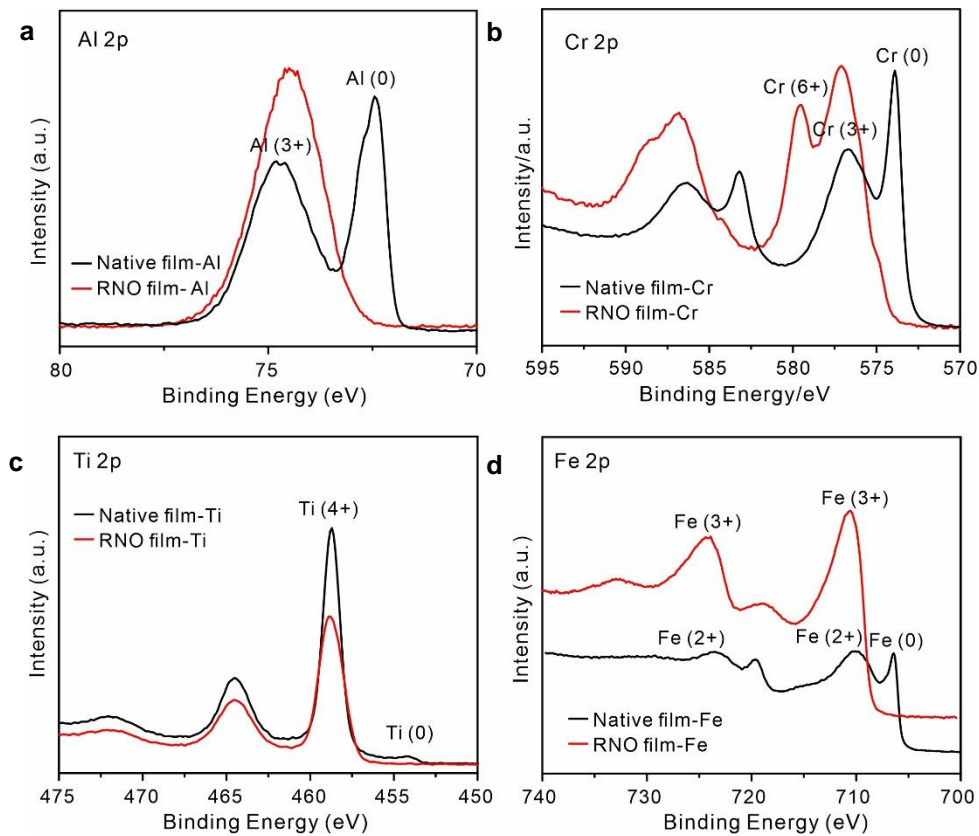 a
Al 2p
Al (0)
Al (3+)
Native film-Al
RNO film- Al
Intensity (a.u.)
80 75 70
Binding Energy (eV)
b
Cr 2p
Cr (0)
Cr (6+)
Cr (3+)
Native film-Cr
RNO film-Cr
Intensity/a.u.
595 590 585 580 575 570
Binding Energy/eV
c
Ti 2p
Ti (4+)
Native film-Ti
RNO film-Ti
Ti (0)
Intensity (a.u.)
475 470 465 460 455 450
Binding Energy (eV)
d
Fe 2p
Fe (3+)
Fe (3+)
Fe (2+)
Fe (2+)
Fe (0)
Native film-Fe
RNO film-Fe
Intensity (a.u.)
740 730 720 710 700
Binding Energy (eV)